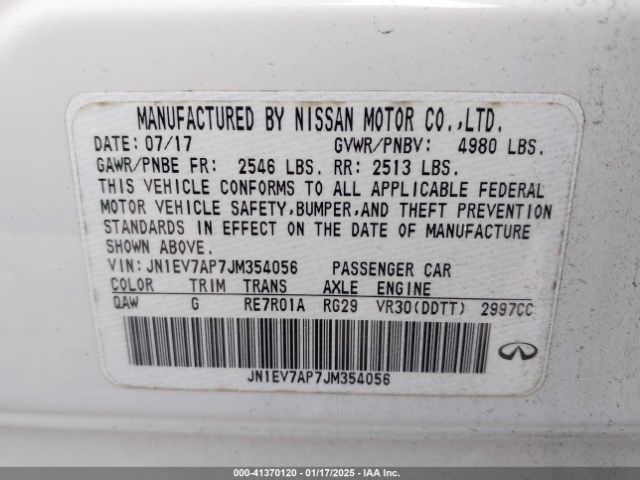 MANUFACTURED BY NISSAN MOTOR CO.,LTD.
DATE: 07/17 GVWR/PNBV: 4980 LBS.
GAWR/PNBE FR: 2546 LBS. RR: 2513 LBS.
THIS VEHICLE CONFORMS TO ALL APPLICABLE FEDERAL
MOTOR VEHICLE SAFETY,BUMPER,AND THEFT PREVENTION
STANDARDS IN EFFECT ON THE DATE OF MANUFACTURE
SHOWN ABOVE.
VIN:JN1EV7AP7JM354056 PASSENGER CAR
COLOR TRIM TRANS AXLE ENGINE
QAW G RE7R01A RG29 VR30(DDTT) 2997CC
JN1EV7AP7JM354056
000-41370120 - 01/17/2025 - IAA Inc.